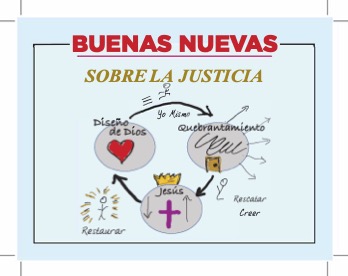 BUENAS NUEVAS
SOBRE LA JUSTICIA
Diseño
de Dios
Yo Mismo
Quebrantamiento
Jesús
Rescatar
Creer
Restaurar